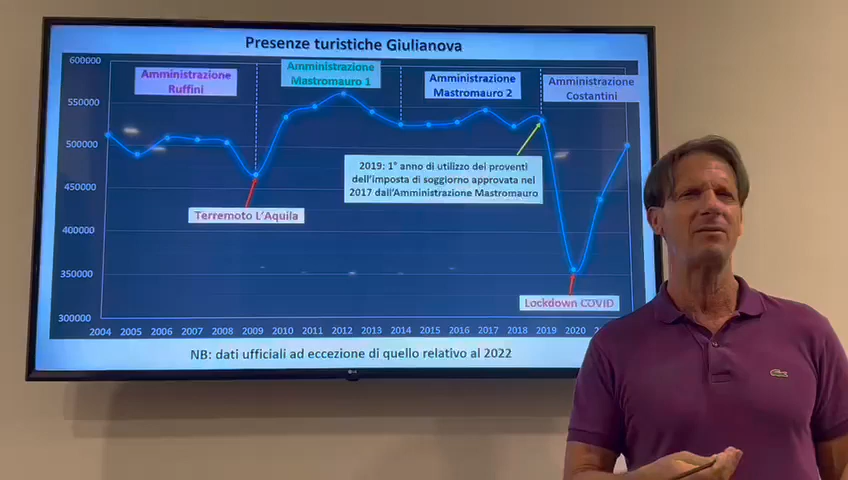 Presenze turistiche Giulianova
600000
550000
500000
450000
400000
350000
300000
Amministrazione
Ruffini
Amministrazione
Mastromauro 1
Amministrazione
Mastromauro 2
Amministrazione
Costantini
2019: 1° anno di utilizzo dei proventi
dell'imposta di soggiorno approvata nel
2017 dall'Amministrazione Mastromauro
Terremoto L'Aquila
Lockdown COVID
2004 2005 2006 2007 2008 2009 2010 2011 2012 2013 2014 2015 2016 2017 2018 2019 2020
NB: dati ufficiali ad eccezione di quello relativo al 2022
LG